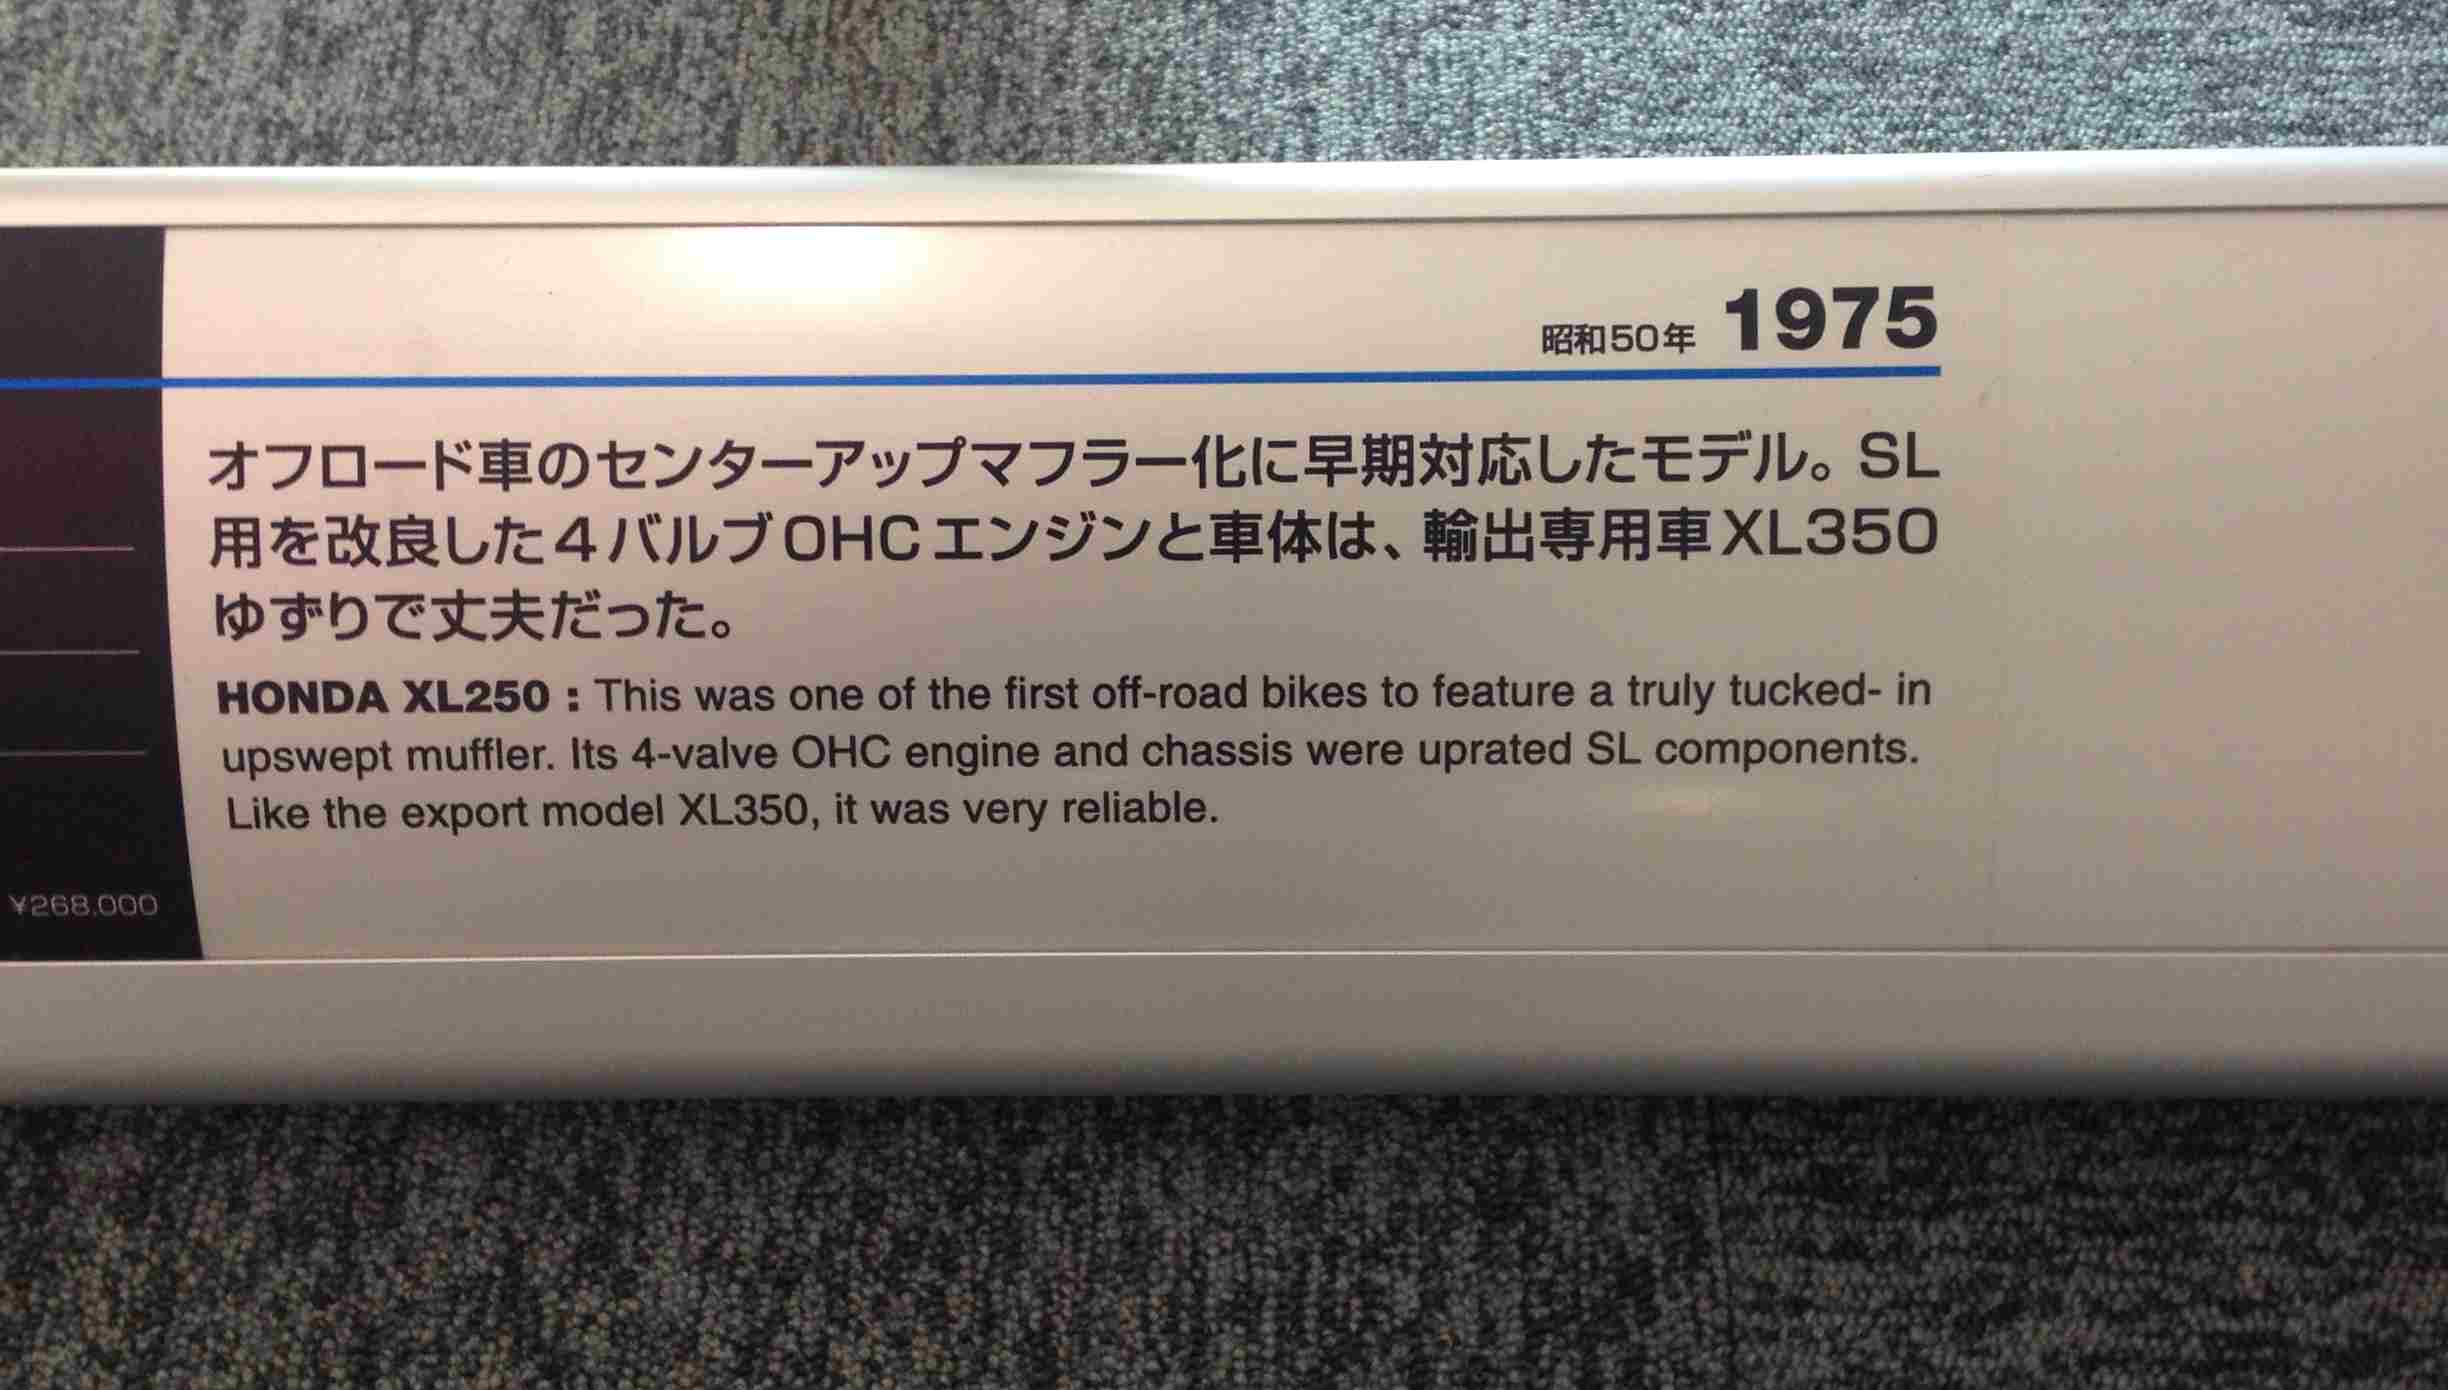 昭和50年 1975
オフロード車のセンターアップマフラー化に早期対応したモデル。SL
用を改良した4バルブOHCエンジンと車体は、輸出専用車XL350
ゆずりで丈夫だった。
HONDA XL250 : This was one of the first off-road bikes to feature a truly tucked- in
upswept muffler. Its 4-valve OHC engine and chassis were uprated SL components.
Like the export model XL350, it was very reliable.
¥268.000